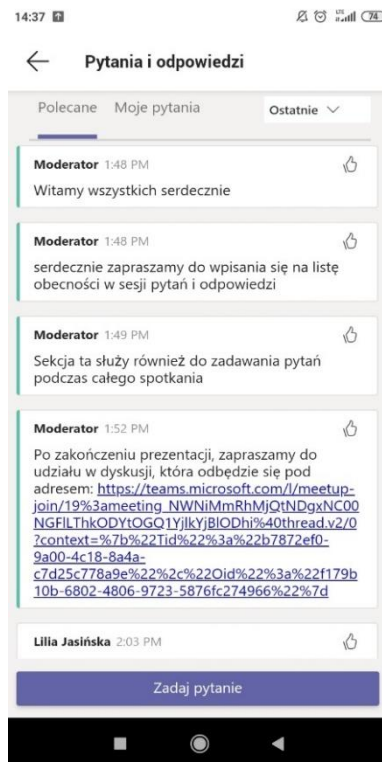 14:37
LTE
74
Pytania i odpowiedzi
Polecane Moje pytania Ostatnie
Moderator 1:48 PM
Witamy wszystkich serdecznie
Moderator 1:48 PM
serdecznie zapraszamy do wpisania się na listę
obecności w sesji pytań i odpowiedzi
Moderator 1:49 PM
Sekcja ta służy również do zadawania pytań
podczas całego spotkania
Moderator 1:52 PM
Po zakończeniu prezentacji, zapraszamy do
udziału w dyskusji, która odbędzie się pod
adresem: https://teams.microsoft.com/l/meetup-
join/19%3ameeting_NWNiMmRhMjQtNDgxNC00
NGFlLThkODYtOGQ1YjlkYjBlODhi%40thread.v2/0
?context=%7b%22Tid%22%3a%22b7872ef0-
9a00-4c18-8a4a-
c7d25c778a9e%22%2c%22Oid%22%3a%22f179b
10b-6802-4806-9723-5876fc274966%22%7d
Lilia Jasińska 2:03 PM
Zadaj pytanie